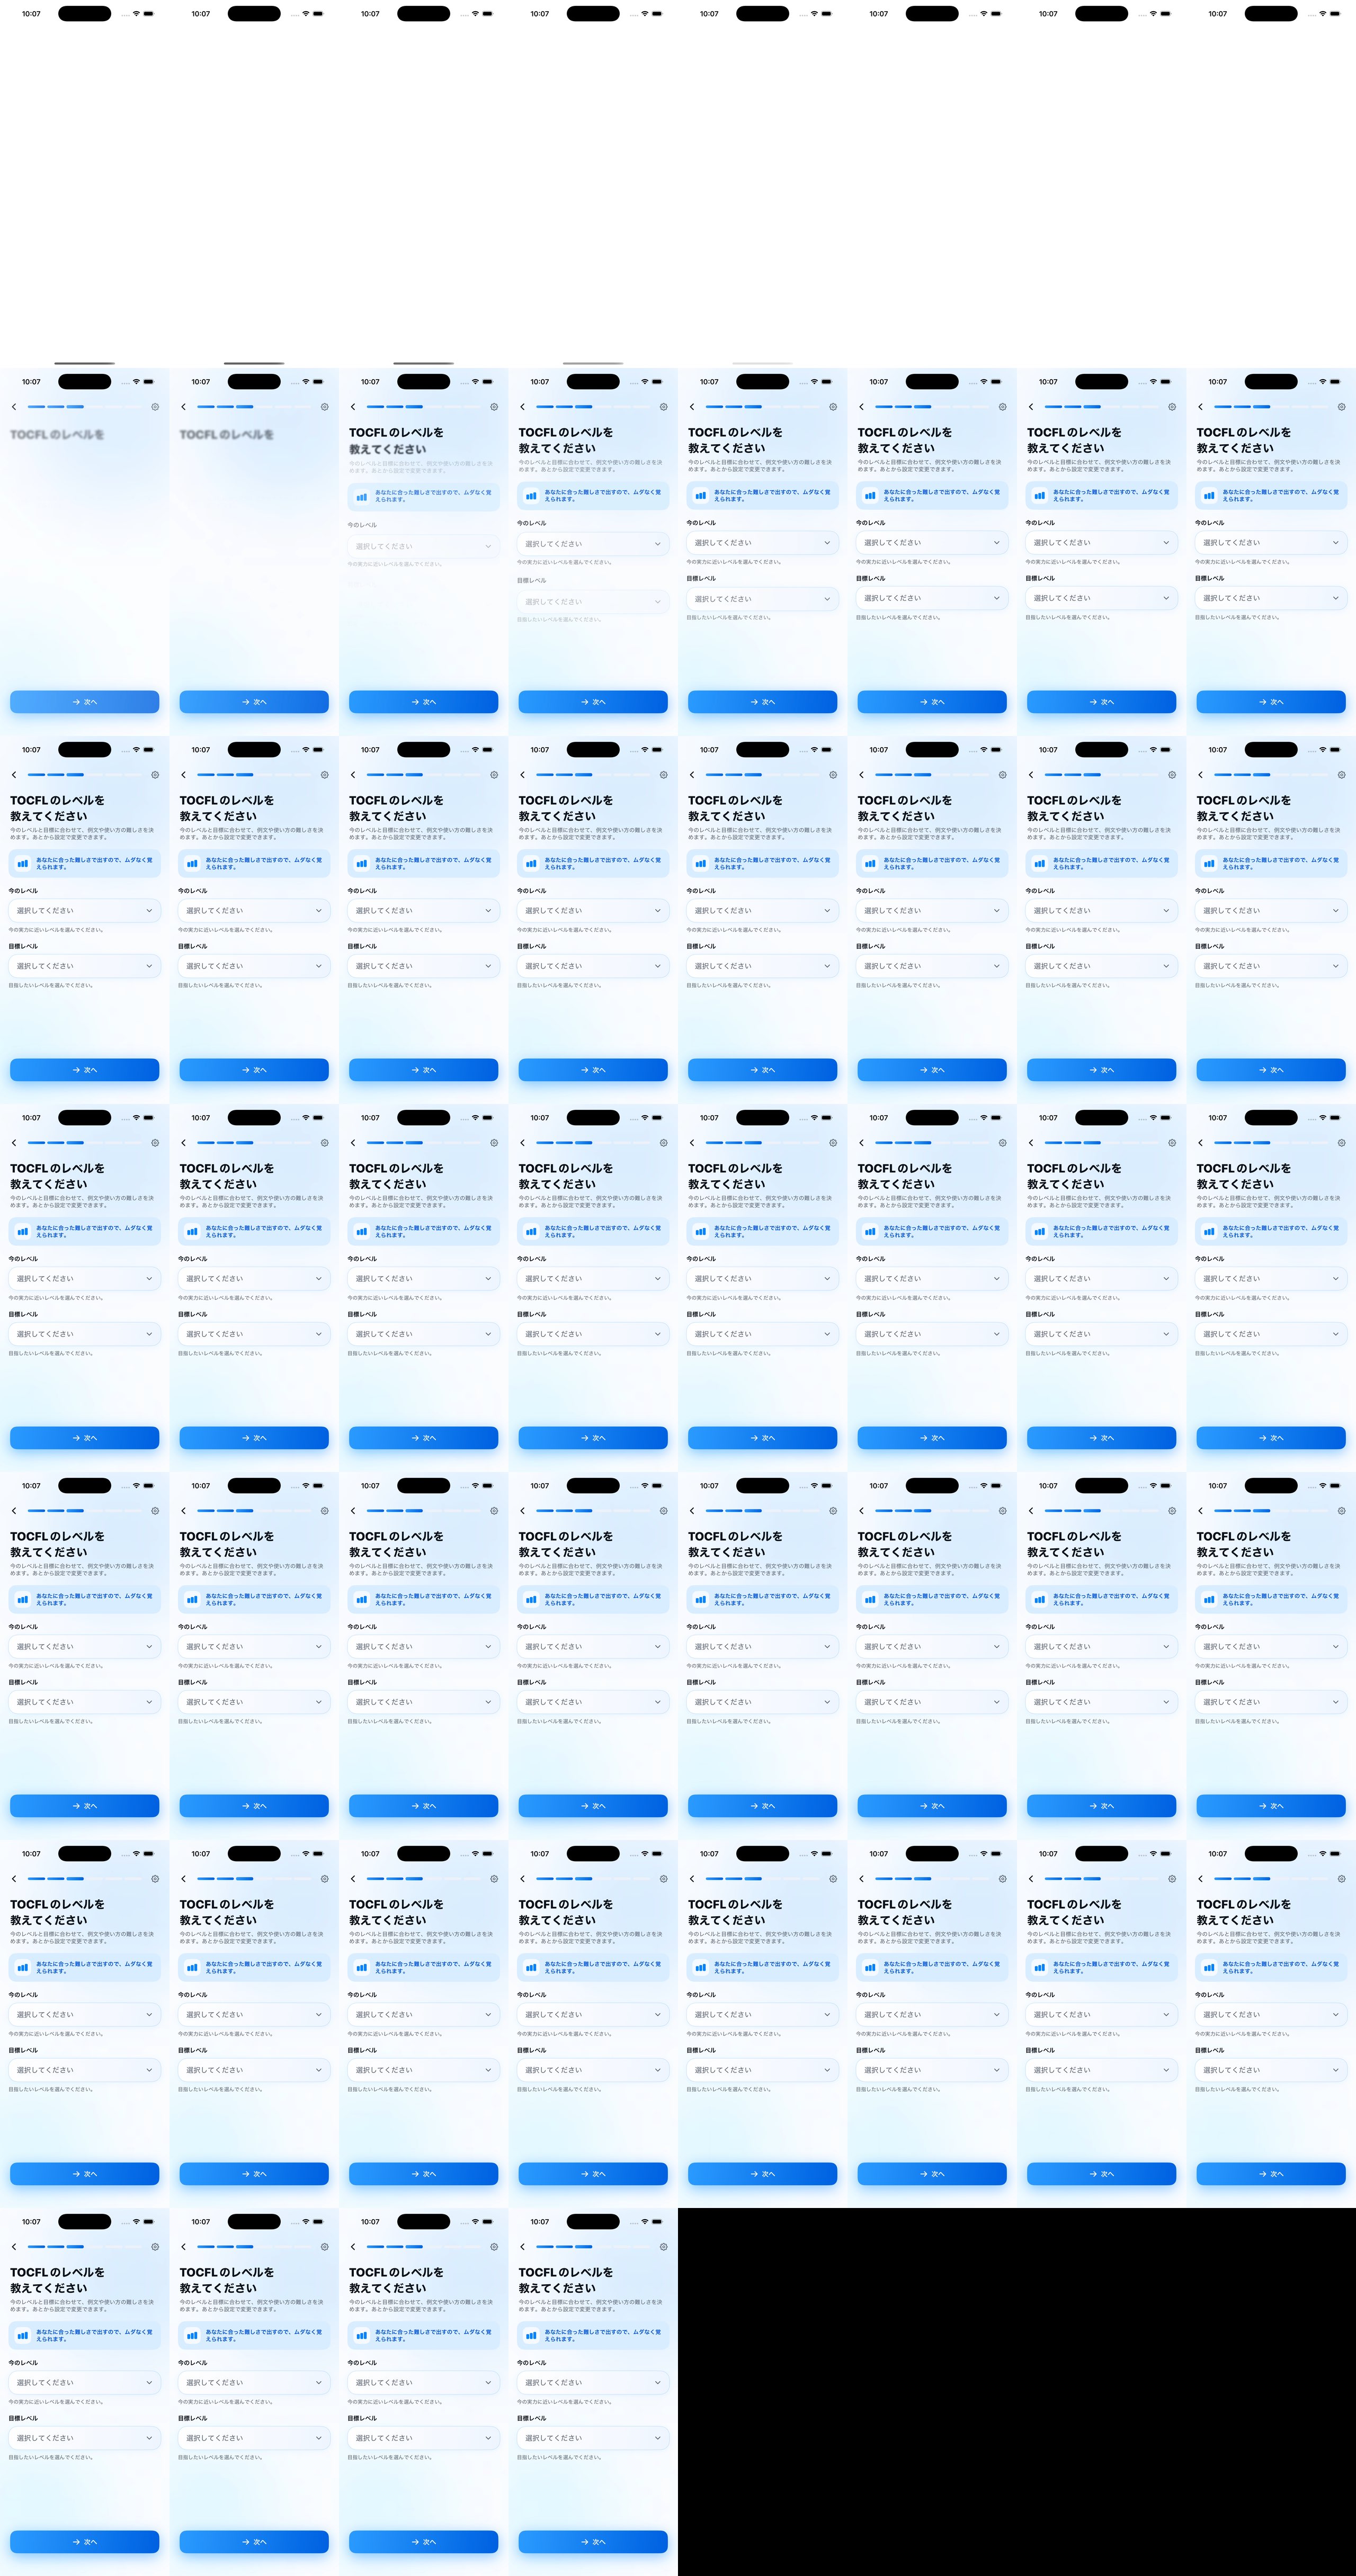 10:07
TOCFLのレベルを
教えてください
今のレベルと目標に合わせて、例文や使い方の難しさを決
めます。あとから設定で変更できます。
あなたに合った難しさで出すので、ムダなく覚
えられます。
今のレベル
選択してください
今の実力に近いレベルを選んでください。
目標レベル
選択してください
目指したいレベルを選んでください。
→ 次へ